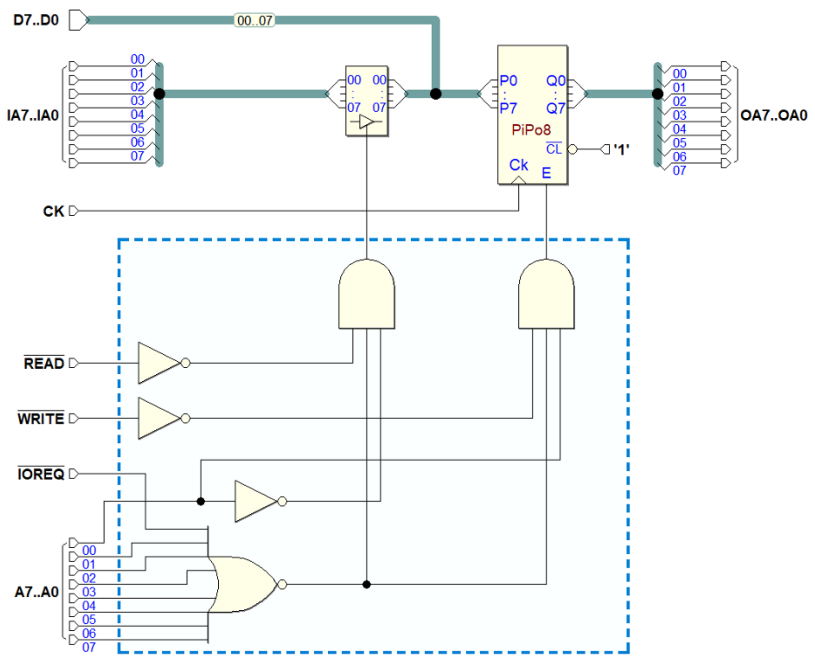 D7..D0
00..07
IA7..IA0
00
01
02
03
04
05
06
07
00 00
: :
07 07
P0 Q0
: :
P7 Q7
PiPo8
CL
'1'
Ck
E
00
01
02
03
04
05
06
07
OA7..OA0
CK
READ
WRITE
IOREQ
A7..A0
00
01
02
03
04
05
06
07